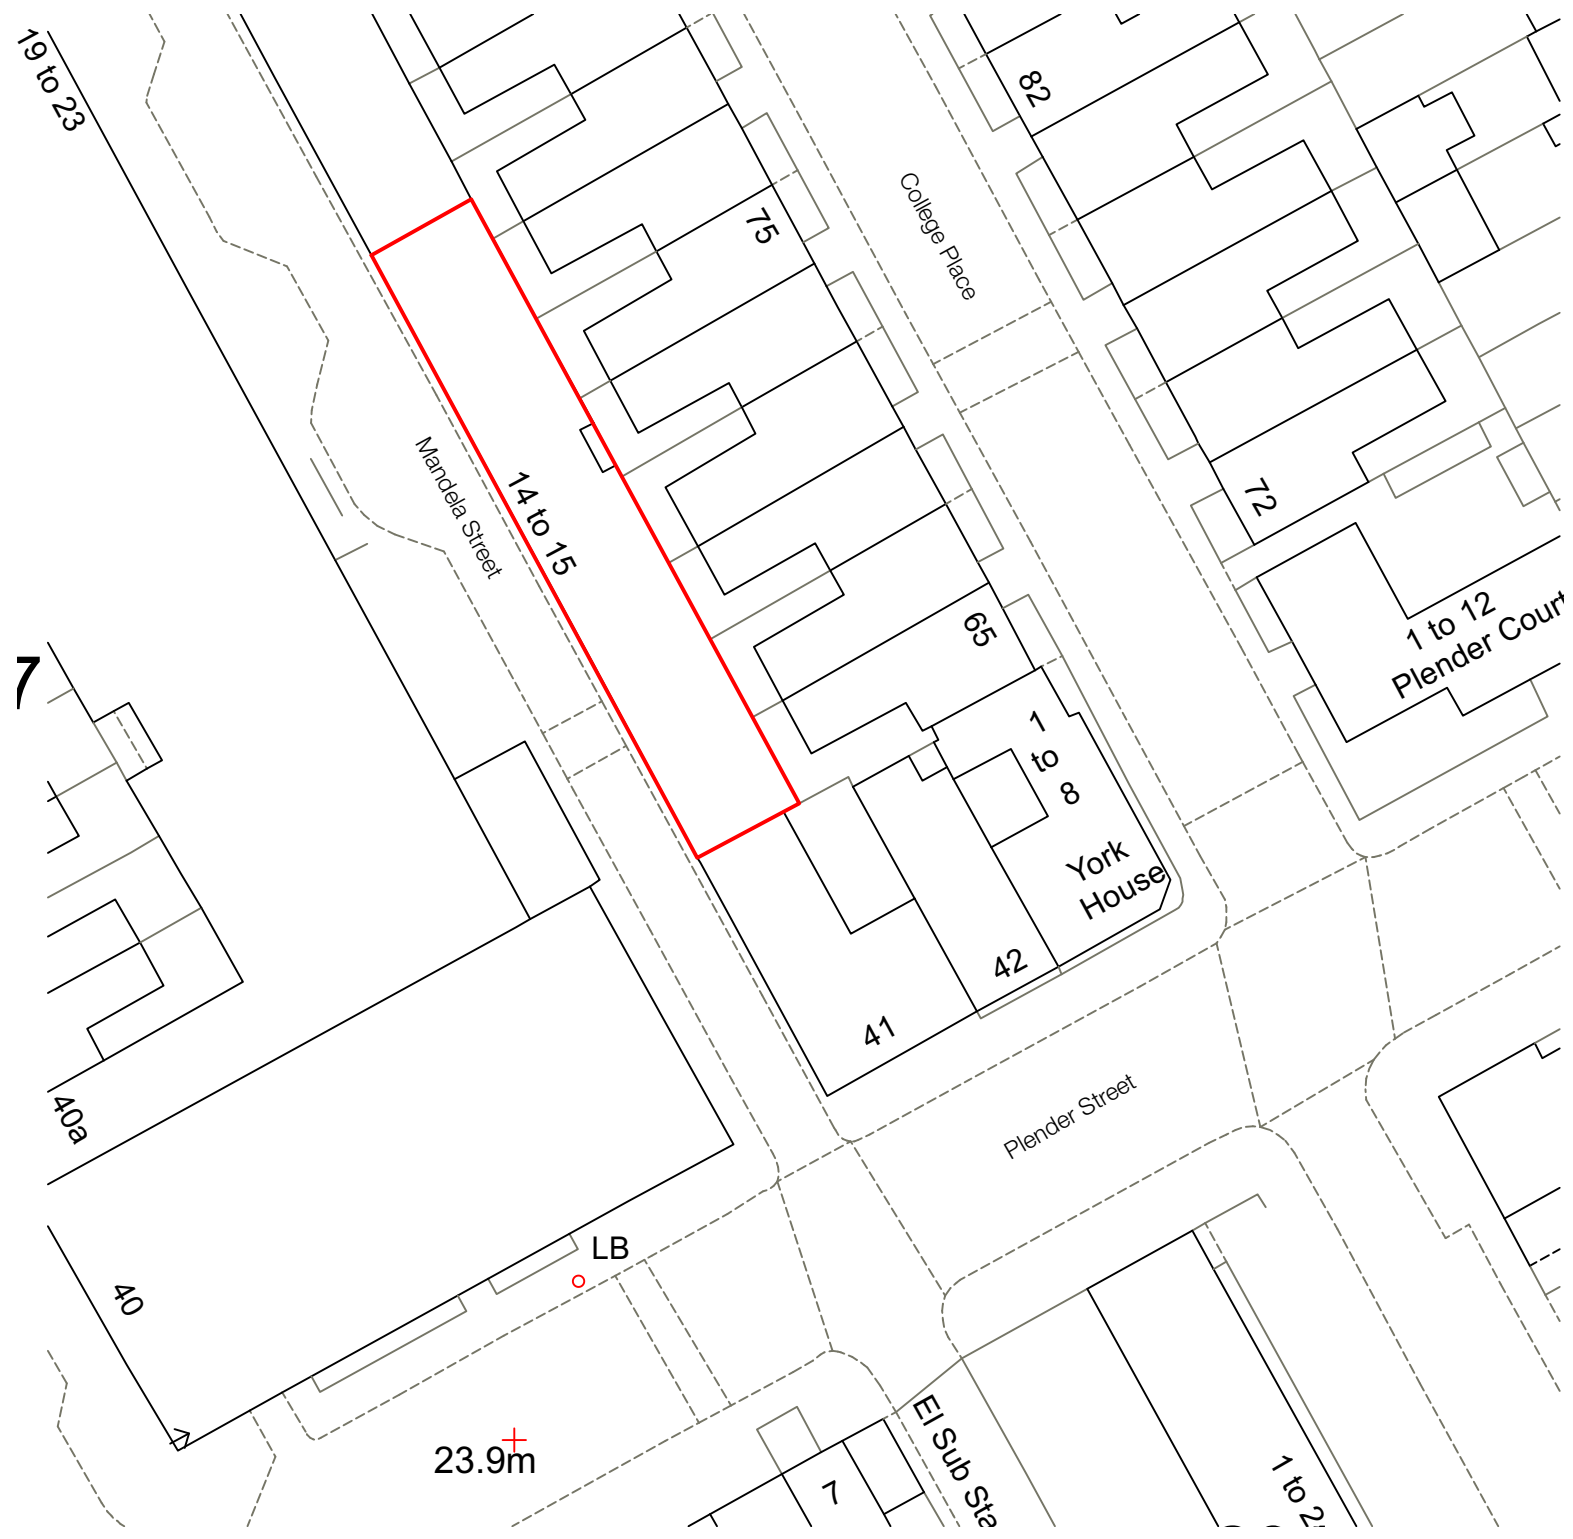 19 to 23
82
College Place
75
Mandela Street
14 to 15
72
1 to 12
Plender Court
65
7
1
to
8
York
House
42
41
Plender Street
40a
40
LB
23.9m
El Sub Sta
7
1 to 2